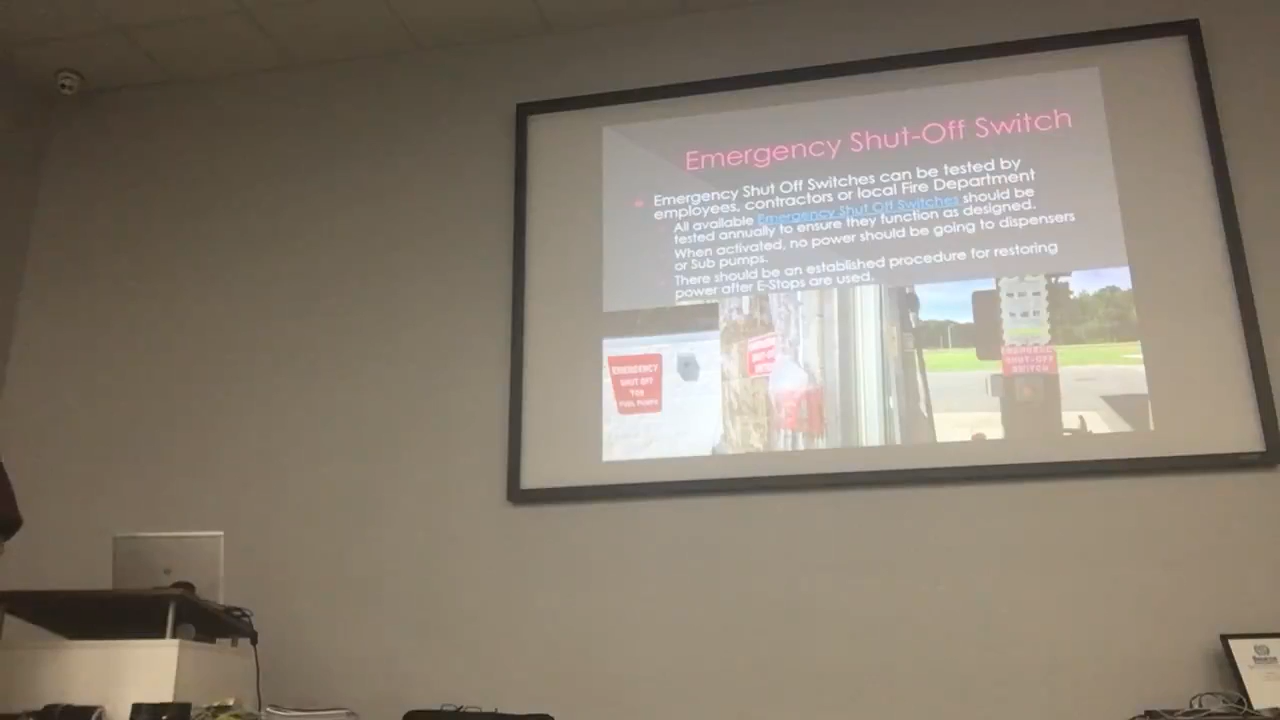 Emergency Shut-Off Switch
Emergency Shut Off Switches can be tested by
employees, contractors or local Fire Department
All available Emergency Shut Off Switches should be
tested annually to ensure they function as designed.
When activated, no power should be going to dispensers
or Sub pumps.
There should be an established procedure for restoring
power after E-Stops are used.
EMERGENCY
SHUT OFF
FOR
FUEL PUMPS
SHUT-OFF
SWITCH